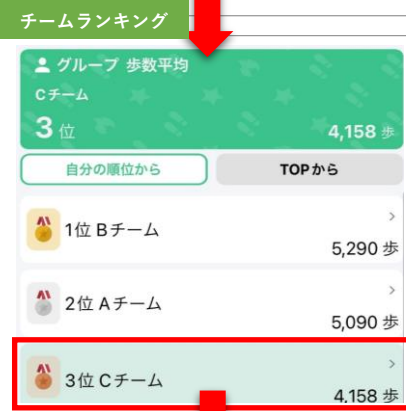 チームランキング
グループ 歩数平均
Cチーム
3 位
4,158 歩
自分の順位から
TOPから
1位 Bチーム
5,290 歩
2位 Aチーム
5,090 歩
3位 Cチーム
4,158 歩